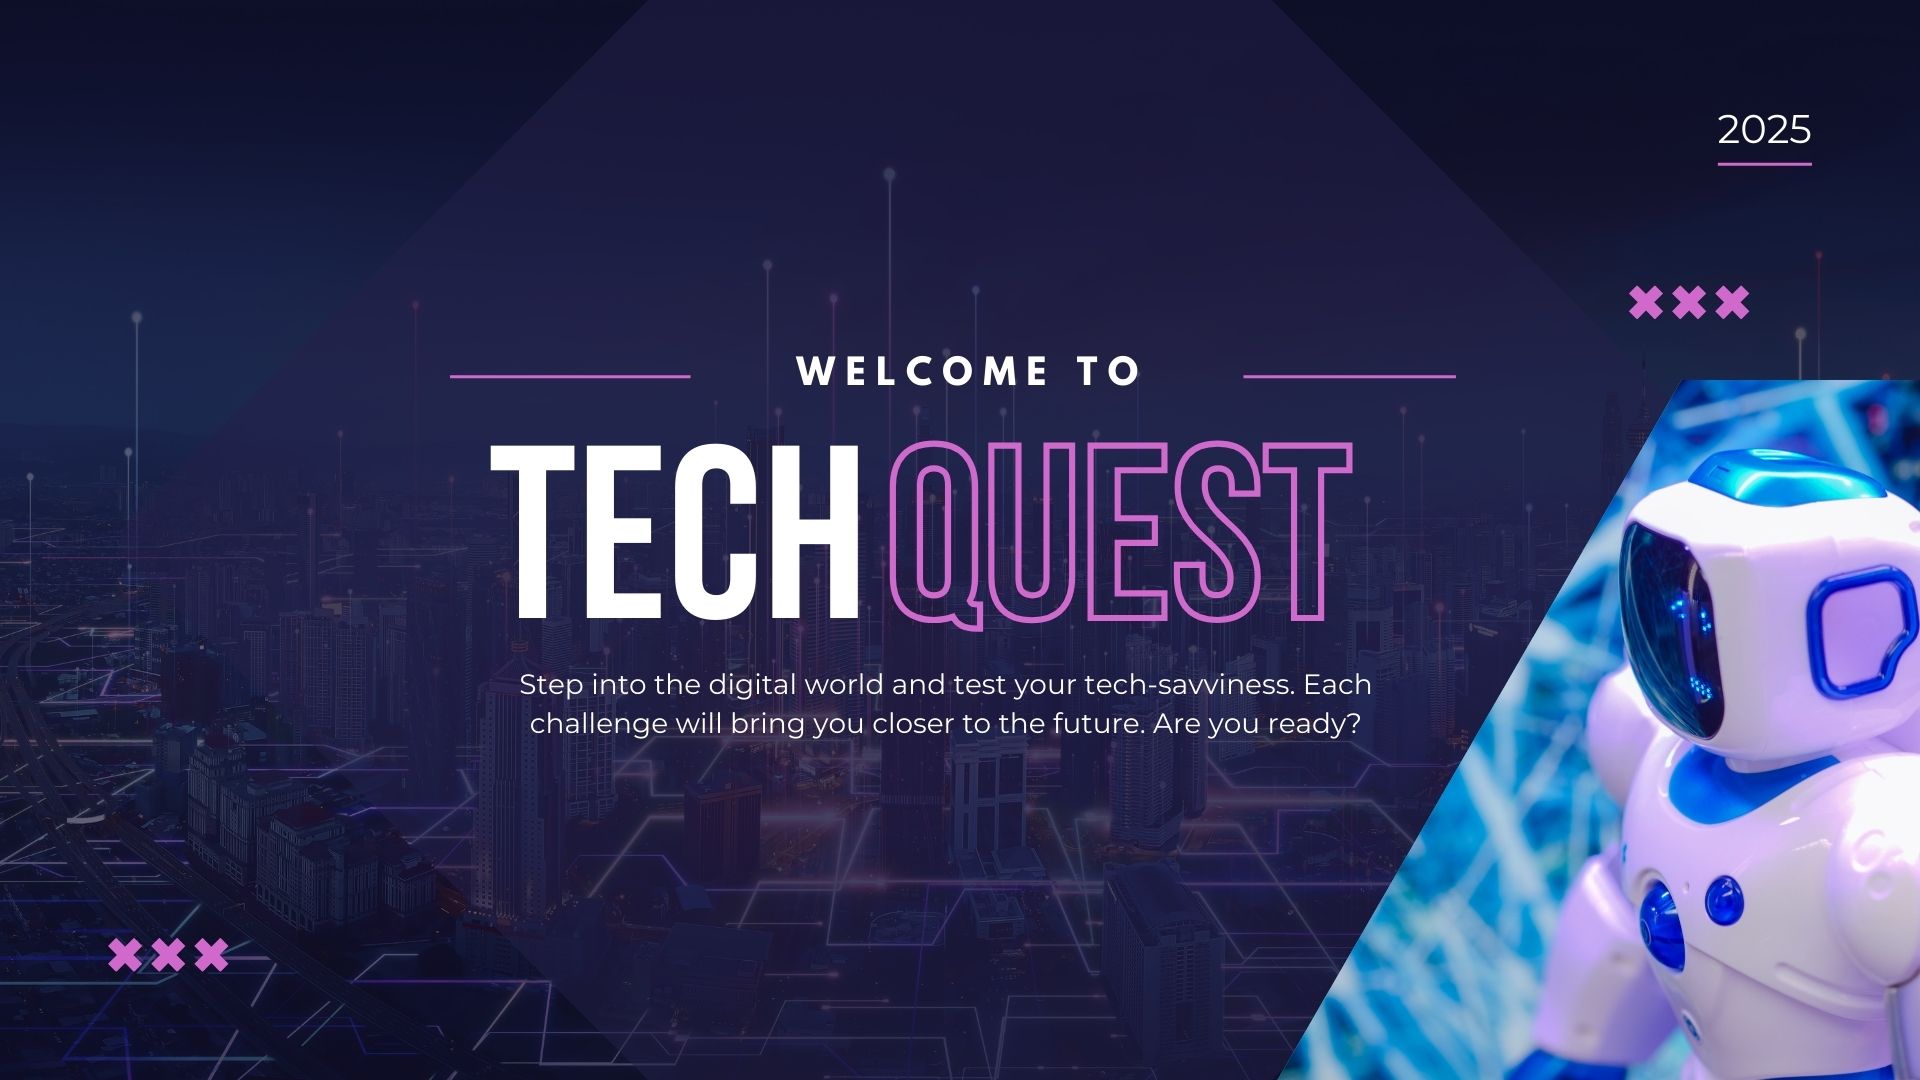 2025
WELCOME TO
TECH QUEST
Step into the digital world and test your tech-savviness. Each
challenge will bring you closer to the future. Are you ready?